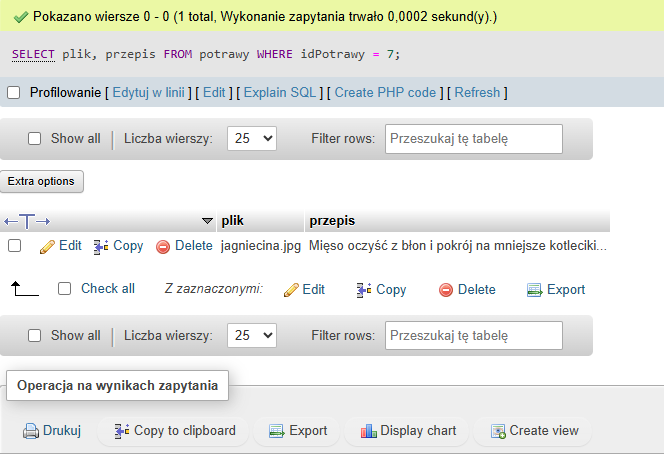 Pokazano wiersze 0 - 0 (1 total, Wykonanie zapytania trwało 0,0002 sekund(y).)
SELECT plik, przepis FROM potrawy WHERE idPotrawy = 7;
Profilowanie [ Edytuj w linii ] [ Edit ] [ Explain SQL ] [ Create PHP code ] [ Refresh ]
Show all | Liczba wierszy: 25 Filter rows: Przeszukaj tę tabelę
Extra options
←T→ plik przepis
Edit Copy Delete jagniecina.jpg Mięso oczyść z błon i pokrój na mniejsze kotleciki...
Check all Z zaznaczonymi: Edit Copy Delete Export
Show all | Liczba wierszy: 25 Filter rows: Przeszukaj tę tabelę
Operacja na wynikach zapytania
Drukuj Copy to clipboard Export Display chart Create view